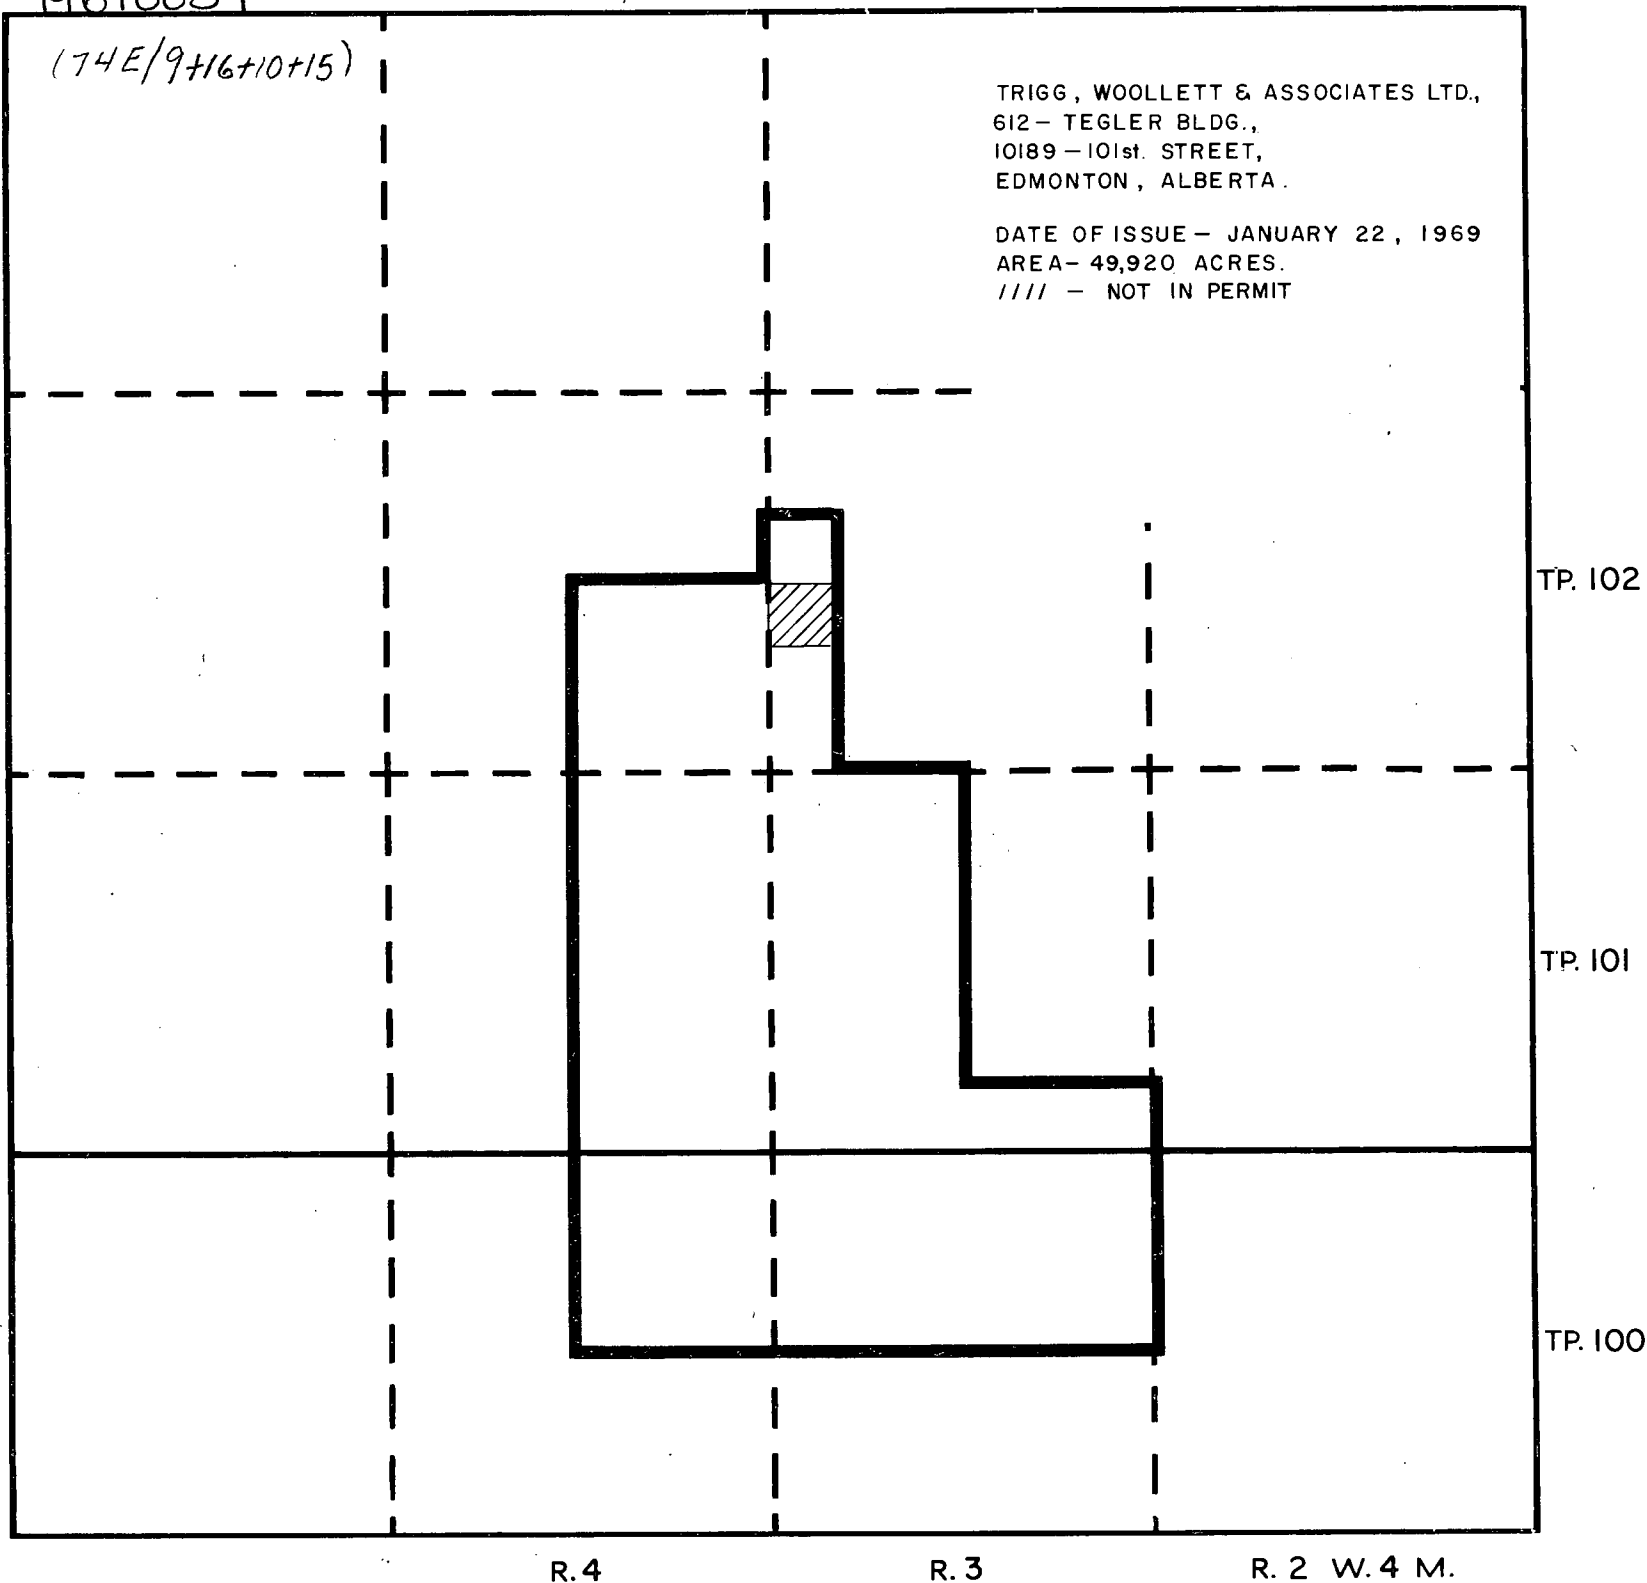 (74E/9+16+10+15)
TRIGG, WOOLLETT & ASSOCIATES LTD.,
612 - TEGLER BLDG.,
10189 - 101st. STREET,
EDMONTON, ALBERTA.
DATE OF ISSUE - JANUARY 22, 1969
AREA - 49,920 ACRES.
//// - NOT IN PERMIT
TP. 102
TP. 101
TP. 100
R. 4
R. 3
R. 2 W. 4 M.